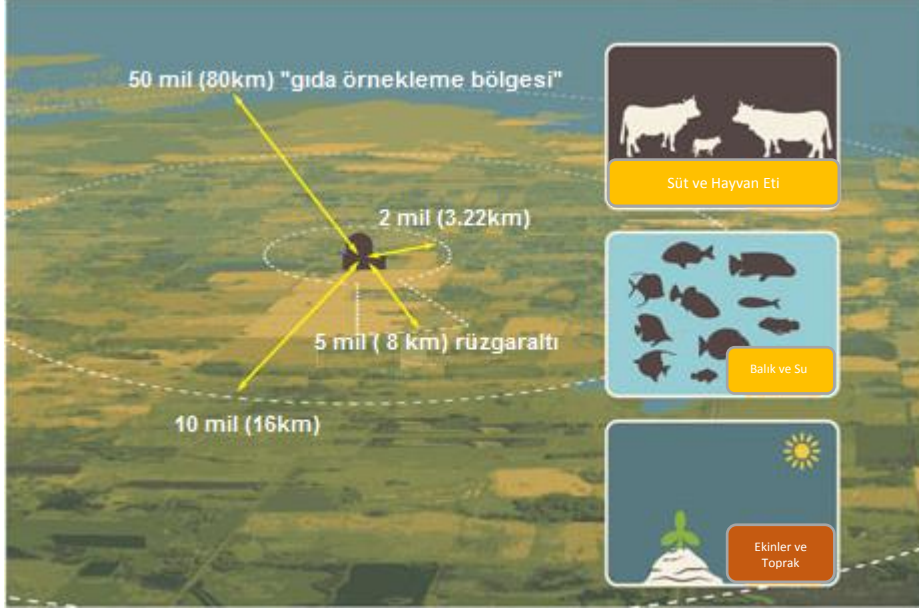 50 mil (80km) "gıda örnekleme bölgesi"
2 mil (3.22km)
5 mil ( 8 km) rüzgaraltı
10 mil (16km)
Süt ve Hayvan Eti
Balık ve Su
Ekinler ve
Toprak